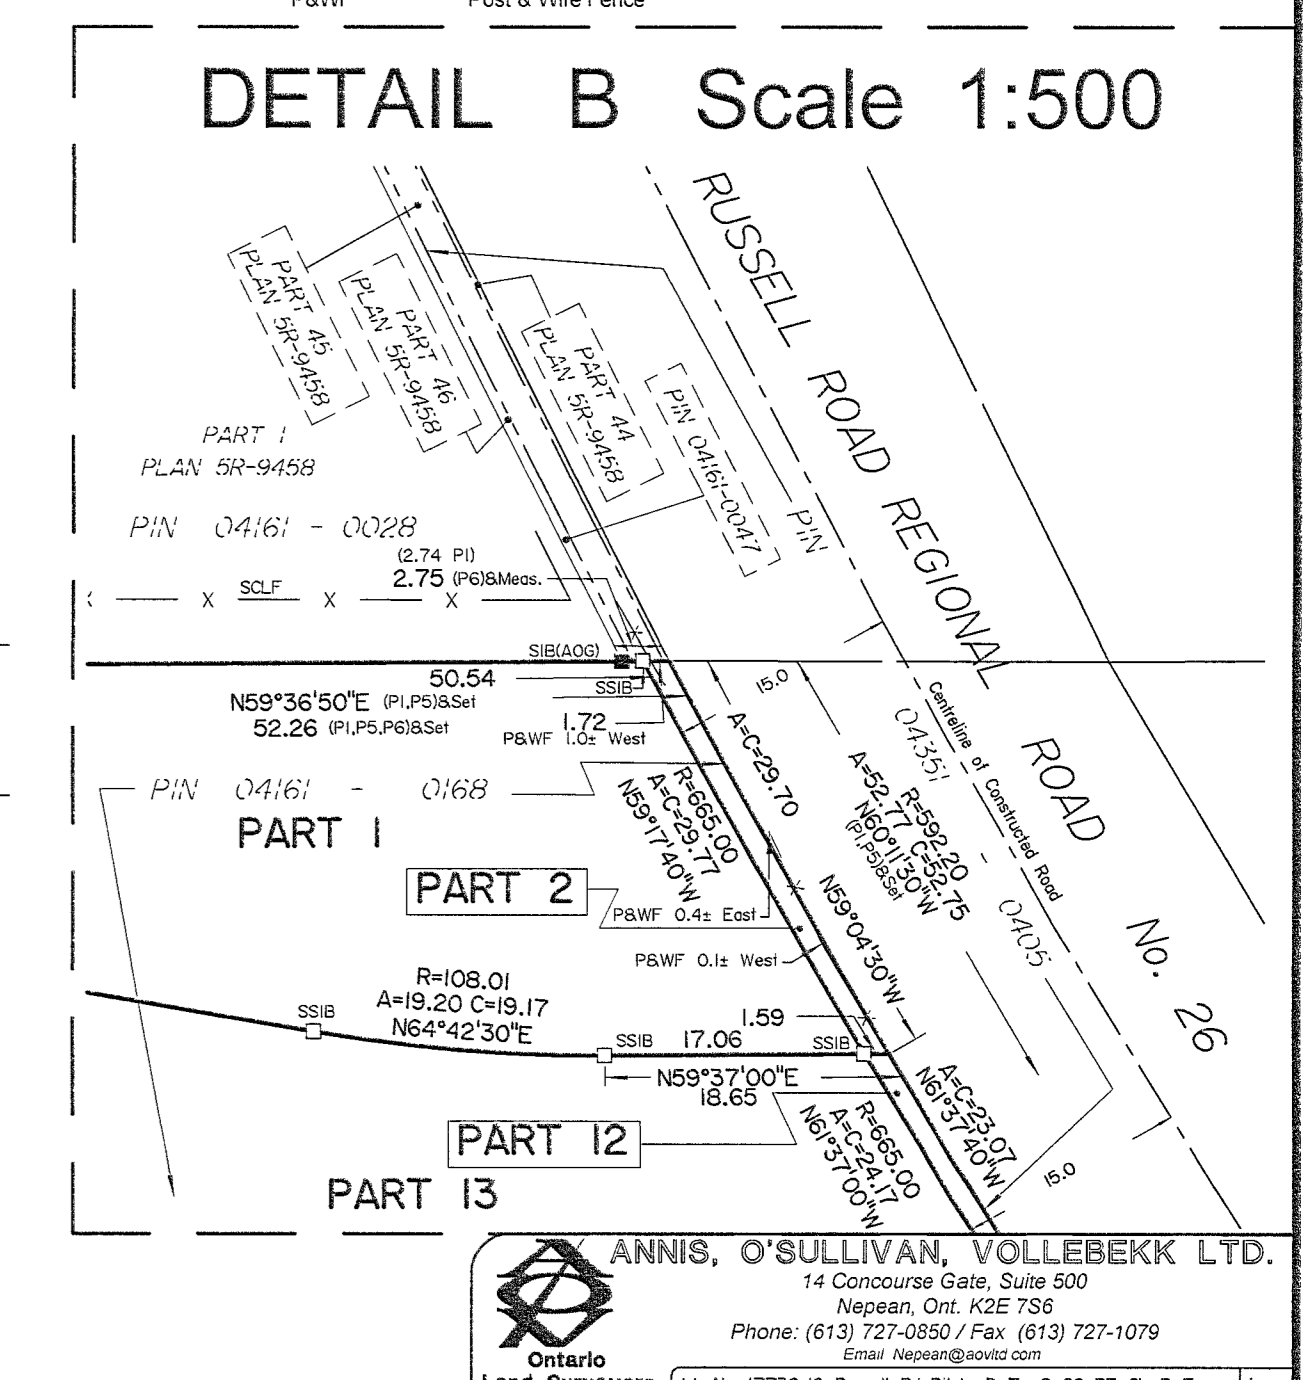 P&WF Post & Wire Fence
DETAIL B Scale 1:500
RUSSELL ROAD REGIONAL ROAD No. 26
PART 45
PLAN 5R-9458
PART 46
PLAN 5R-9458
PART 44
PLAN 5R-9458
PIN 04161-0047
PART 1
PLAN 5R-9458
PIN 04161 - 0028
(2.74 P1)
2.75 (P6)&Meas.
X SCLF X X
PIN 04351 - 0405
SIB(AOG)
50.54
SSIB
N59°36'50"E (P1,P5)&Set
52.26 (P1,P5,P6)&Set
1.72
P&WF 1.0± West
15.0
Centreline of Constructed Road
A=C=29.70
R=592.20
A=52.77 C=52.75
N60°11'30"W
(P1,P5)&Set
PIN 04161 - 0168
R=665.00
A=C=29.77
N59°17'40"W
PART 1
PART 2
P&WF 0.4± East
N59°04'30"W
P&WF 0.1± West
R=108.01
A=19.20 C=19.17
N64°42'30"E
SSIB
1.59
SSIB 17.06 SSIB
N59°37'00"E
18.65
A=C=23.07
N61°37'40"W
PART 12
R=665.00
A=C=24.17
N61°37'00"W
15.0
PART 13
ANNIS, O'SULLIVAN, VOLLEBEKK LTD.
14 Concourse Gate, Suite 500
Nepean, Ont. K2E 7S6
Phone: (613) 727-0850 / Fax (613) 727-1079
Email Nepean@aovltd.com
Ontario
Land Surveyors